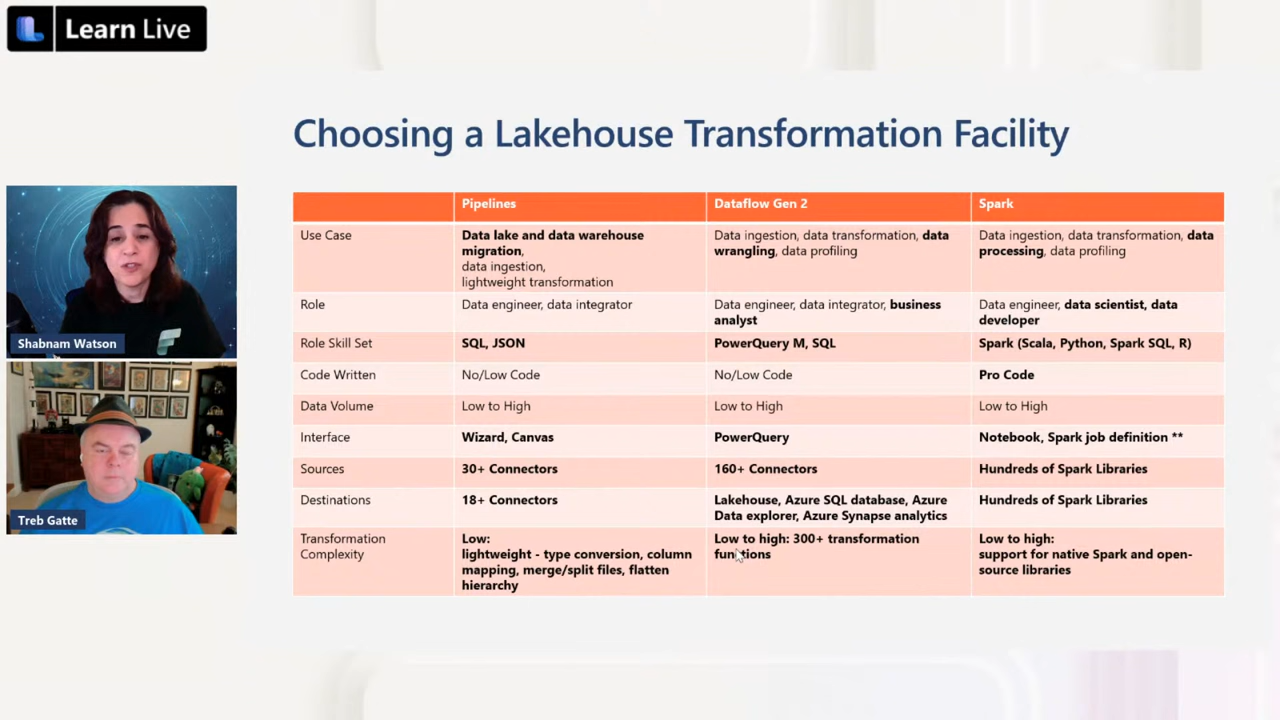 Learn Live
Choosing a Lakehouse Transformation Facility
Pipelines
Dataflow Gen 2
Spark
Use Case
Data lake and data warehouse
migration,
data ingestion,
lightweight transformation
Data ingestion, data transformation, data
wrangling, data profiling
Data ingestion, data transformation, data
processing, data profiling
Role
Data engineer, data integrator
Data engineer, data integrator, business
analyst
Data engineer, data scientist, data
developer
Role Skill Set
SQL, JSON
PowerQuery M, SQL
Spark (Scala, Python, Spark SQL, R)
Code Written
No/Low Code
No/Low Code
Pro Code
Data Volume
Low to High
Low to High
Low to High
Interface
Wizard, Canvas
PowerQuery
Notebook, Spark job definition **
Sources
30+ Connectors
160+ Connectors
Hundreds of Spark Libraries
Destinations
18+ Connectors
Lakehouse, Azure SQL database, Azure
Data explorer, Azure Synapse analytics
Hundreds of Spark Libraries
Transformation
Complexity
Low:
lightweight - type conversion, column
mapping, merge/split files, flatten
hierarchy
Low to high: 300+ transformation
functions
Low to high:
support for native Spark and open-
source libraries
Shabnam Watson
Treb Gatte